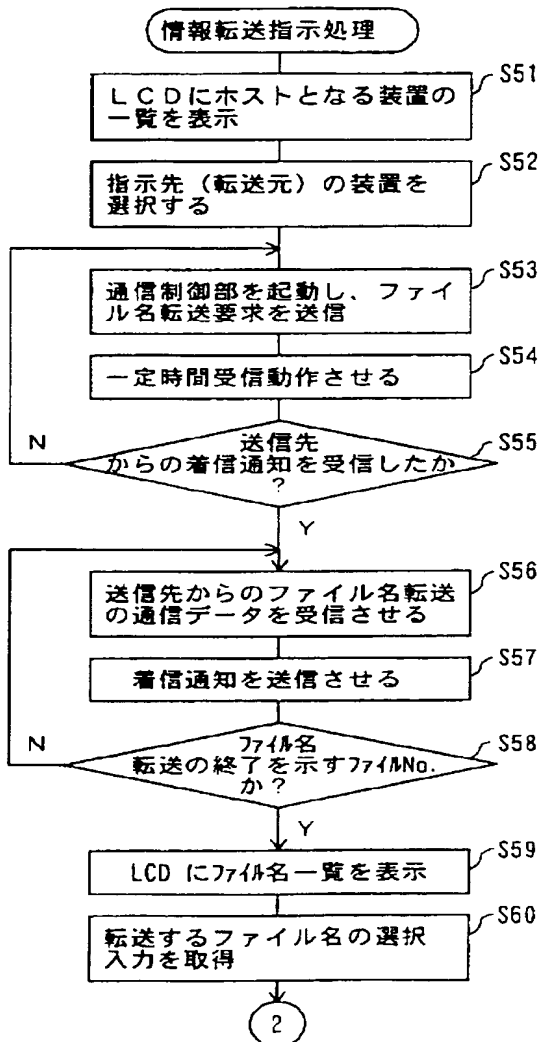 情報転送指示処理
S51
LCDにホストとなる装置の
一覧を表示
S52
指示先（転送元）の装置を
選択する
S53
通信制御部を起動し、ファイ
ル名転送要求を送信
S54
一定時間受信動作させる
S55
送信先
からの着信通知を受信したか
?
N
Y
S56
送信先からのファイル名転送
の通信データを受信させる
S57
着信通知を送信させる
S58
ファイル名
転送の終了を示すファイルNo.
か?
N
Y
S59
LCD にファイル名一覧を表示
S60
転送するファイル名の選択
入力を取得
2